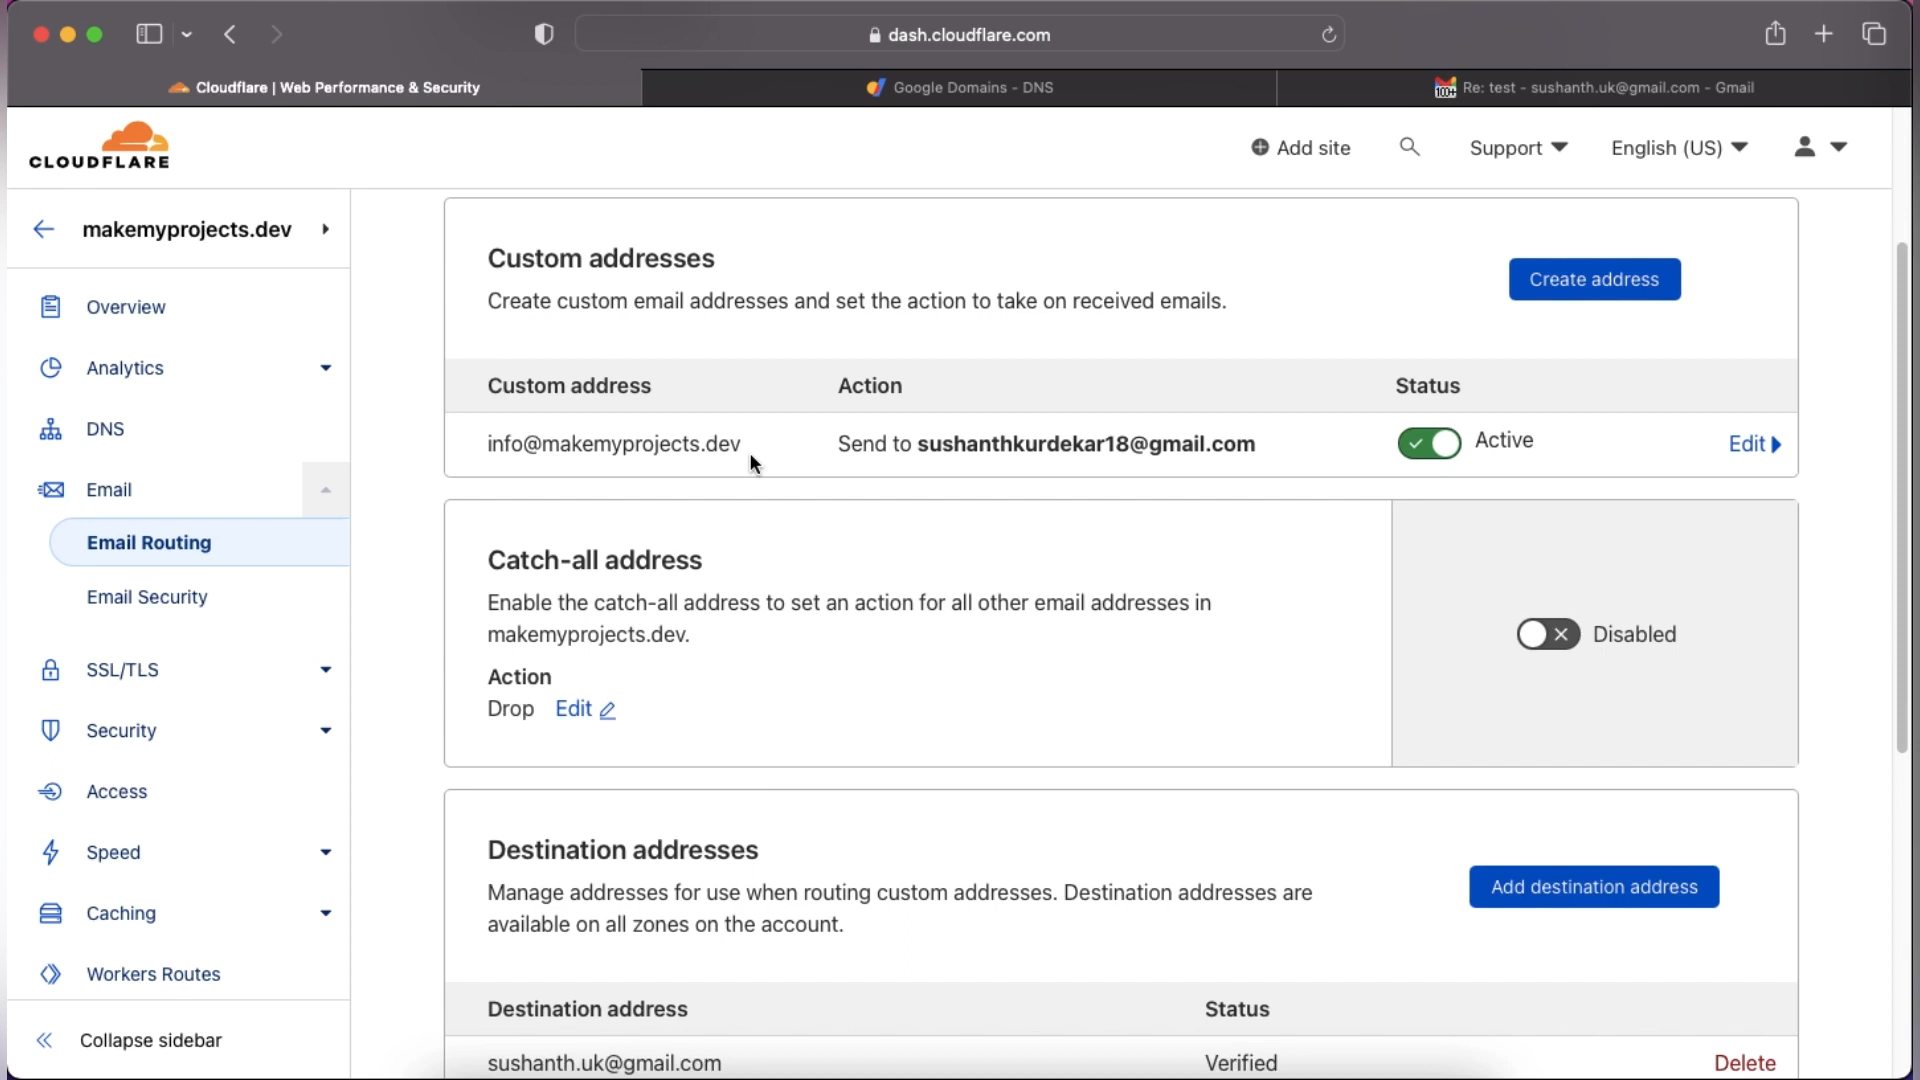 dash.cloudflare.com
Cloudflare | Web Performance & Security
Google Domains - DNS
100+
Re: test - sushanth.uk@gmail.com - Gmail
CLOUDFLARE
Add site
Support
English (US)
makemyprojects.dev
Overview
Analytics
DNS
Email
Email Routing
Email Security
SSL/TLS
Security
Access
Speed
Caching
Workers Routes
Collapse sidebar
Custom addresses
Create custom email addresses and set the action to take on received emails.
Create address
Custom address Action Status
info@makemyprojects.dev Send to sushanthkurdekar18@gmail.com Active Edit
Catch-all address
Enable the catch-all address to set an action for all other email addresses in
makemyprojects.dev.
Action
Drop Edit
Disabled
Destination addresses
Manage addresses for use when routing custom addresses. Destination addresses are
available on all zones on the account.
Add destination address
Destination address Status
sushanth.uk@gmail.com Verified Delete